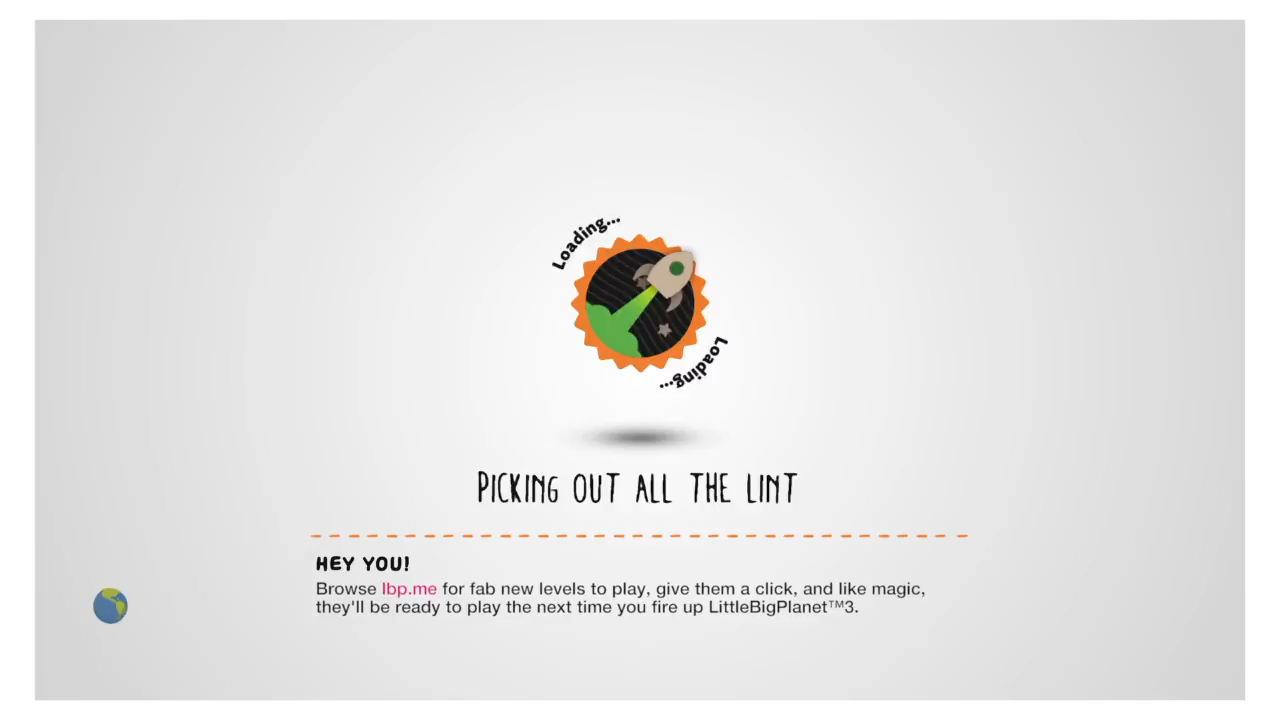 Loading...
Loading...
PICKING OUT ALL THE LINT
HEY YOU!
Browse lbp.me for fab new levels to play, give them a click, and like magic,
they'll be ready to play the next time you fire up LittleBigPlanet™3.